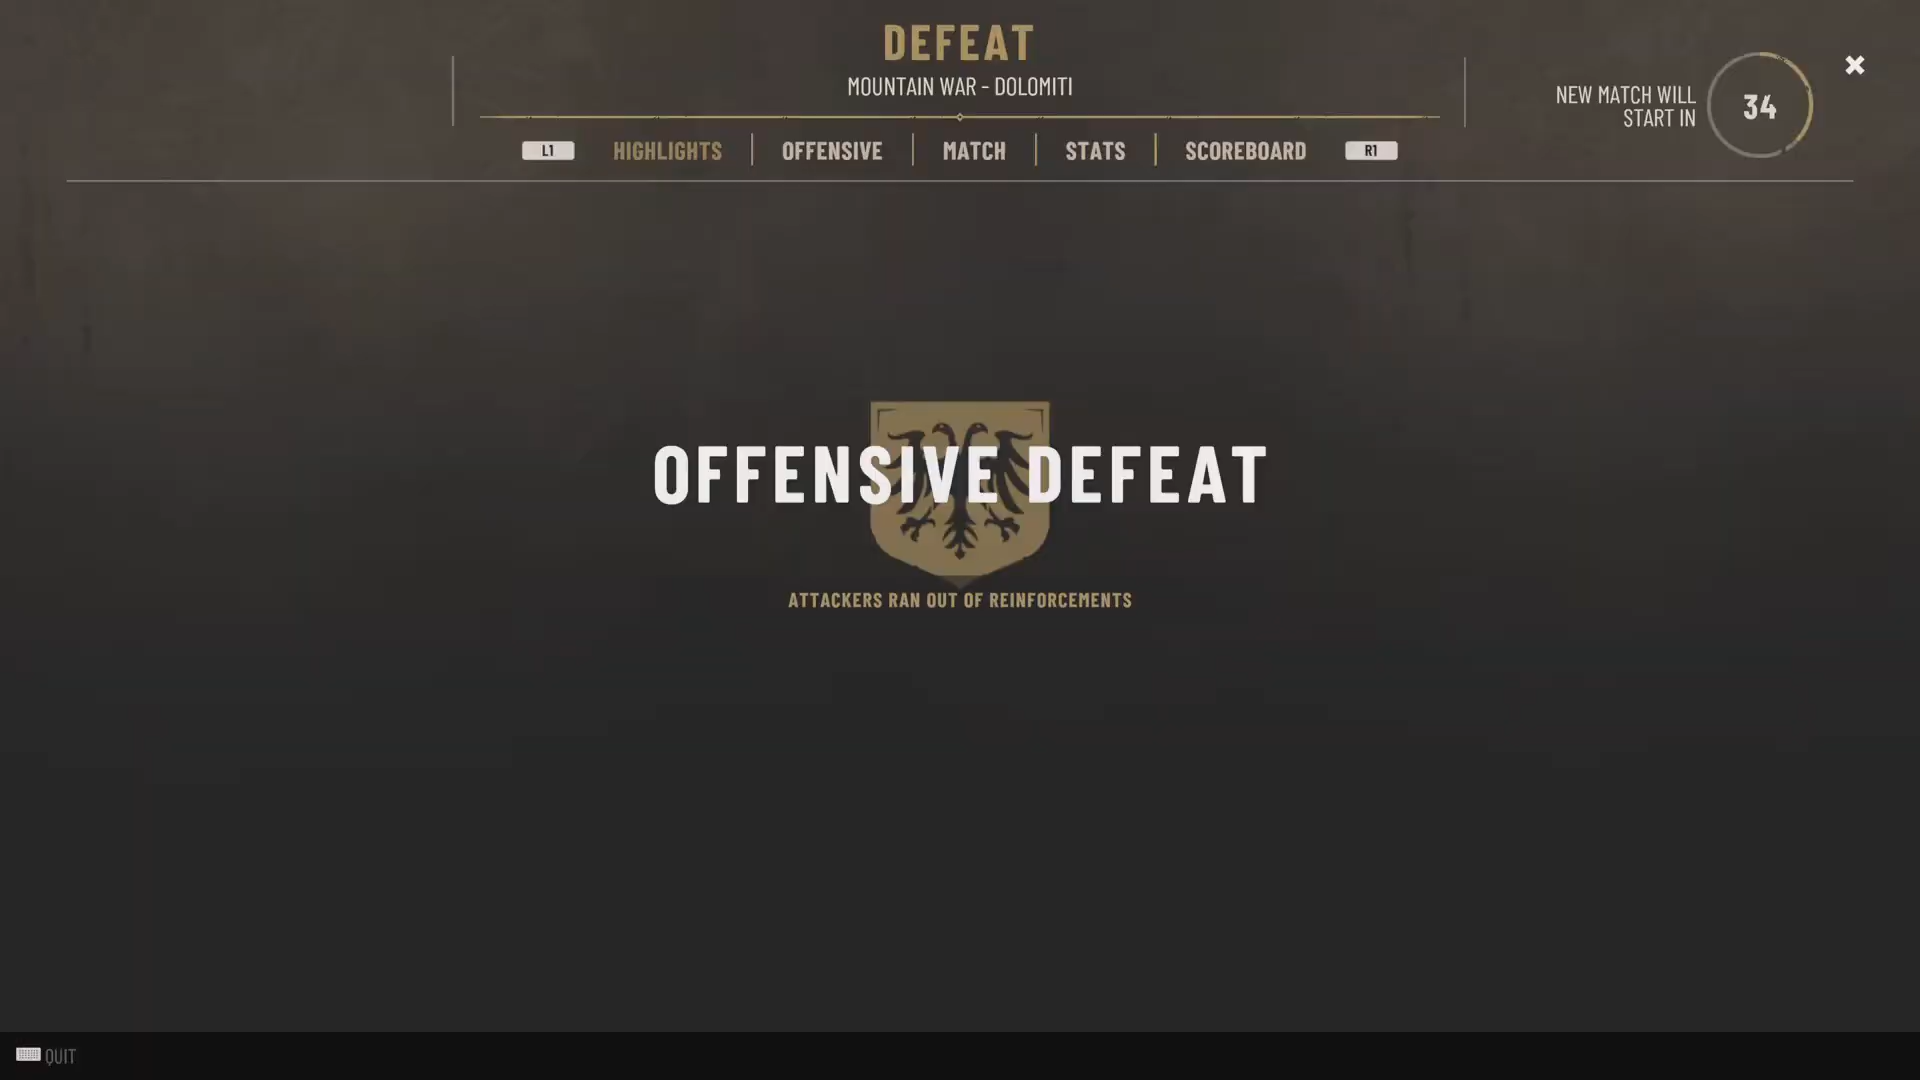 DEFEAT
MOUNTAIN WAR - DOLOMITI
NEW MATCH WILL
START IN
34
L1 HIGHLIGHTS OFFENSIVE MATCH STATS SCOREBOARD R1
OFFENSIVE DEFEAT
ATTACKERS RAN OUT OF REINFORCEMENTS
QUIT